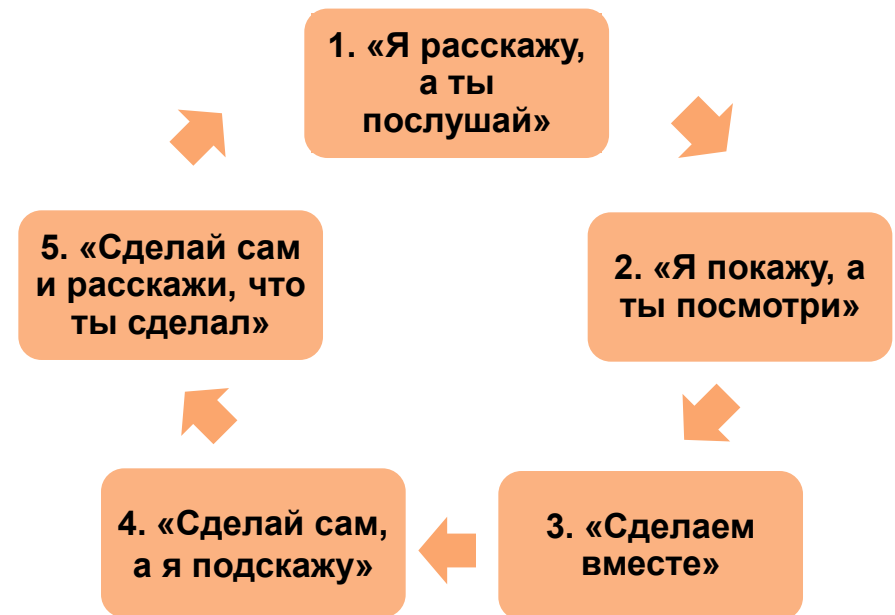 1. «Я расскажу,
а ты
послушай»
2. «Я покажу, а
ты посмотри»
3. «Сделаем
вместе»
4. «Сделай сам,
а я подскажу»
5. «Сделай сам
и расскажи, что
ты сделал»